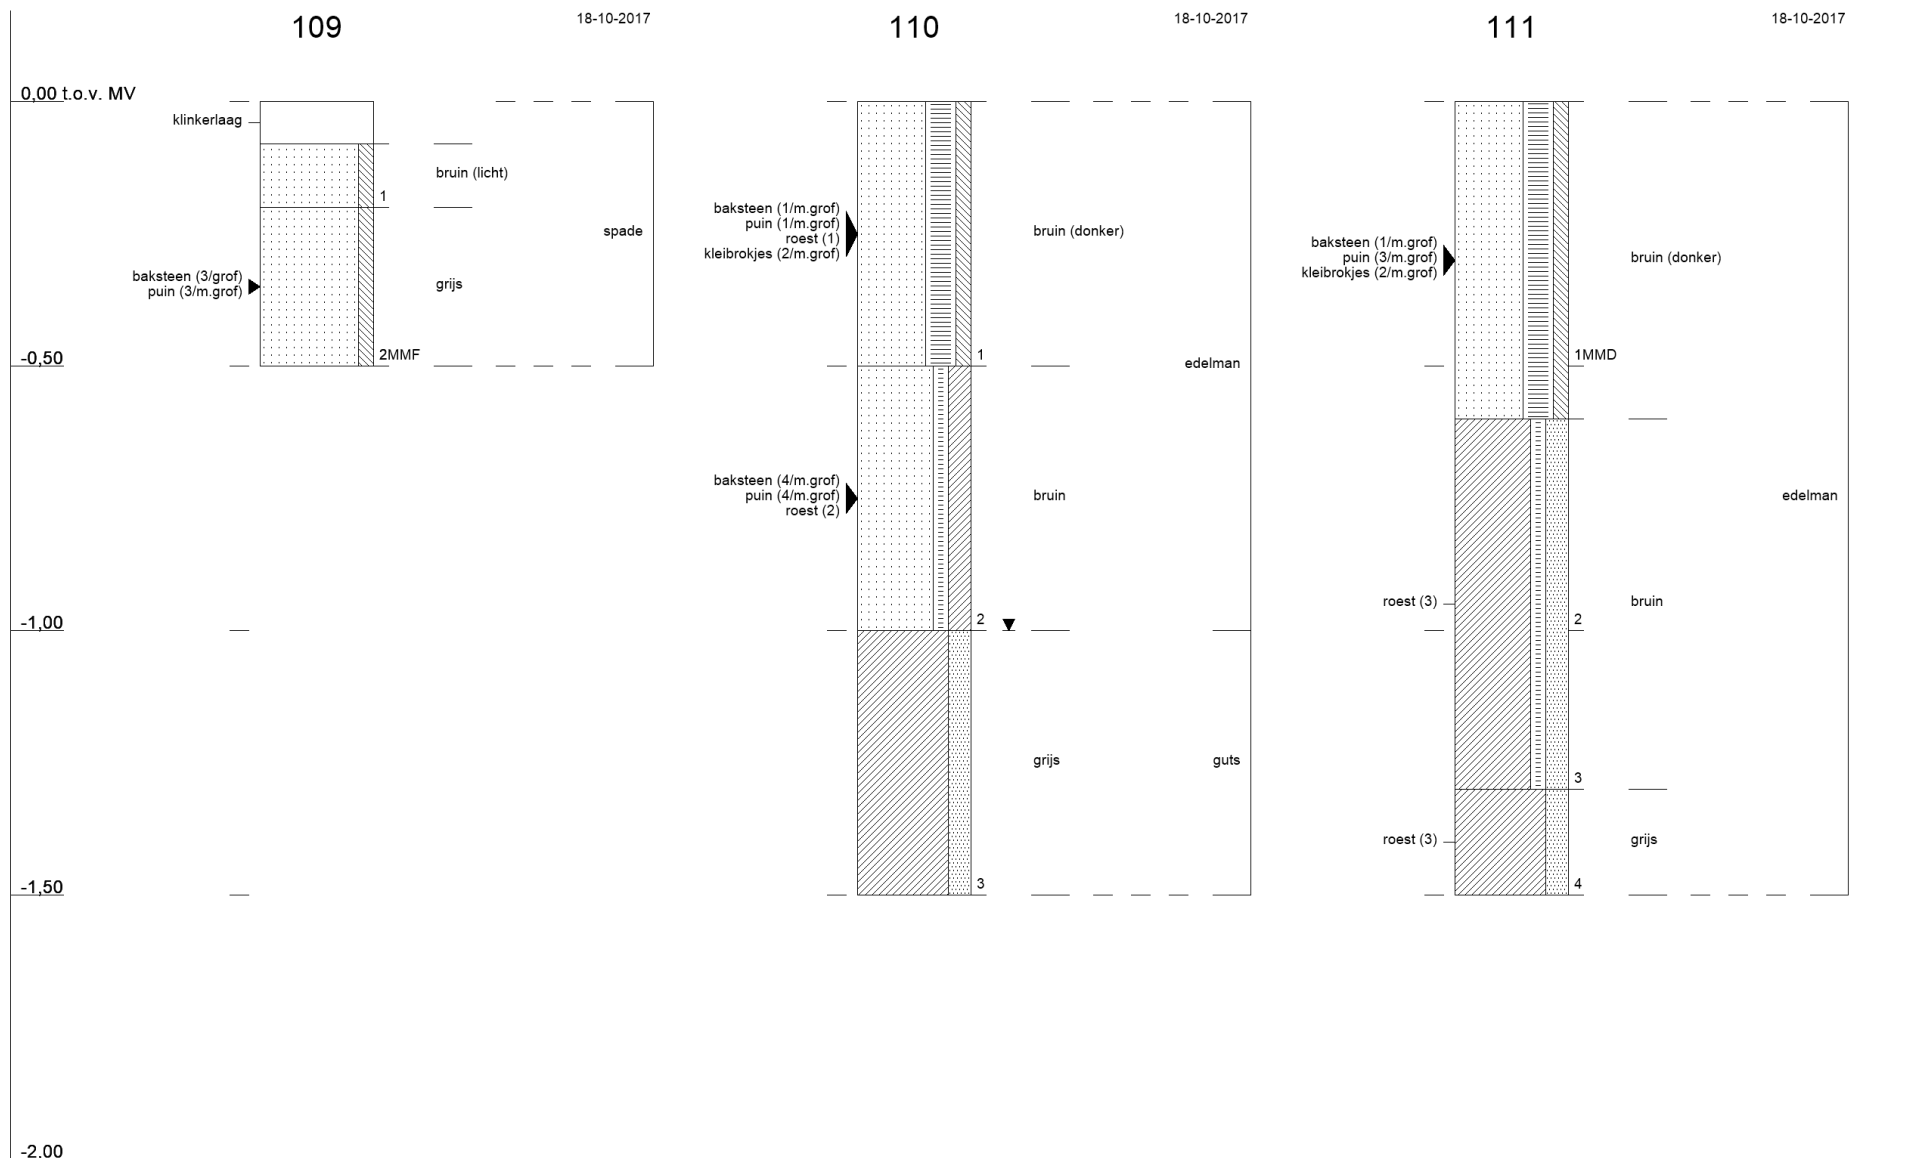 109
18-10-2017
110
18-10-2017
111
18-10-2017
0,00 t.o.v. MV
klinkerlaag
bruin (licht)
1
spade
baksteen (3/grof)
puin (3/m.grof)
grijs
2MMF
baksteen (1/m.grof)
puin (1/m.grof)
roest (1)
kleibrokjes (2/m.grof)
bruin (donker)
1
edelman
baksteen (4/m.grof)
puin (4/m.grof)
roest (2)
bruin
2
grijs
guts
3
baksteen (1/m.grof)
puin (3/m.grof)
kleibrokjes (2/m.grof)
bruin (donker)
1MMD
edelman
roest (3)
bruin
2
3
roest (3)
grijs
4
-0,50
-1,00
-1,50
-2,00